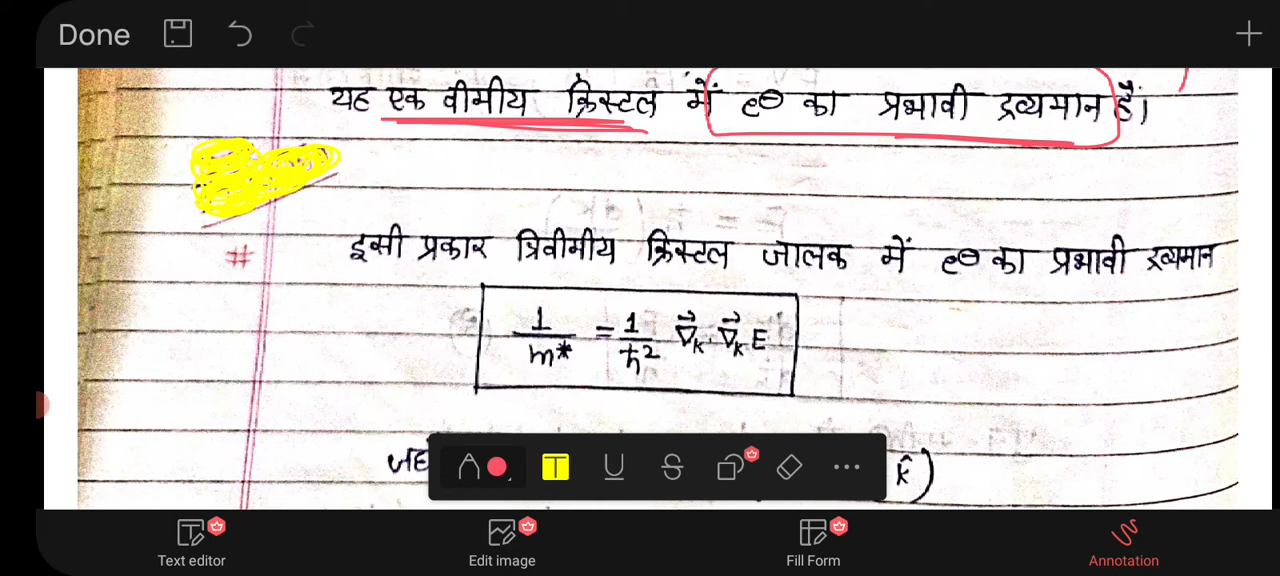 Done
यह एक वीमीय क्रिस्टल में e⊖ का प्रभावी द्रव्यमान हैं।
# इसी प्रकार त्रिवीमीय क्रिस्टल जालक में e⊖ का प्रभावी द्रव्यमान
1/m* = 1/ħ² ∇⃗ₖ · ∇⃗ₖ E
k̂)
Text editor
Edit image
Fill Form
Annotation